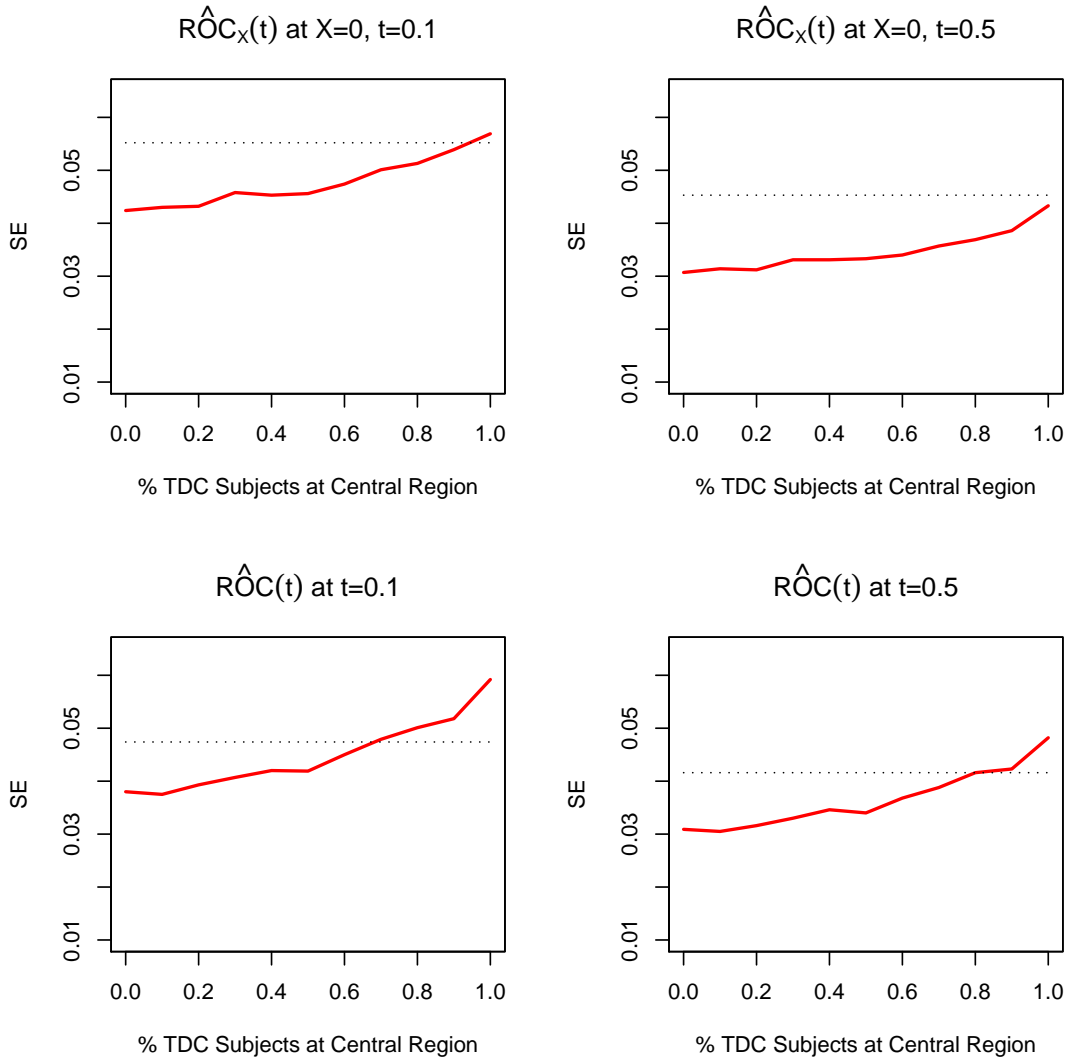 RÔC_X(t) at X=0, t=0.1
SE
0.05
0.03
0.01
0.0 0.2 0.4 0.6 0.8 1.0
% TDC Subjects at Central Region
RÔC_X(t) at X=0, t=0.5
SE
0.05
0.03
0.01
0.0 0.2 0.4 0.6 0.8 1.0
% TDC Subjects at Central Region
RÔC(t) at t=0.1
SE
0.05
0.03
0.01
0.0 0.2 0.4 0.6 0.8 1.0
% TDC Subjects at Central Region
RÔC(t) at t=0.5
SE
0.05
0.03
0.01
0.0 0.2 0.4 0.6 0.8 1.0
% TDC Subjects at Central Region